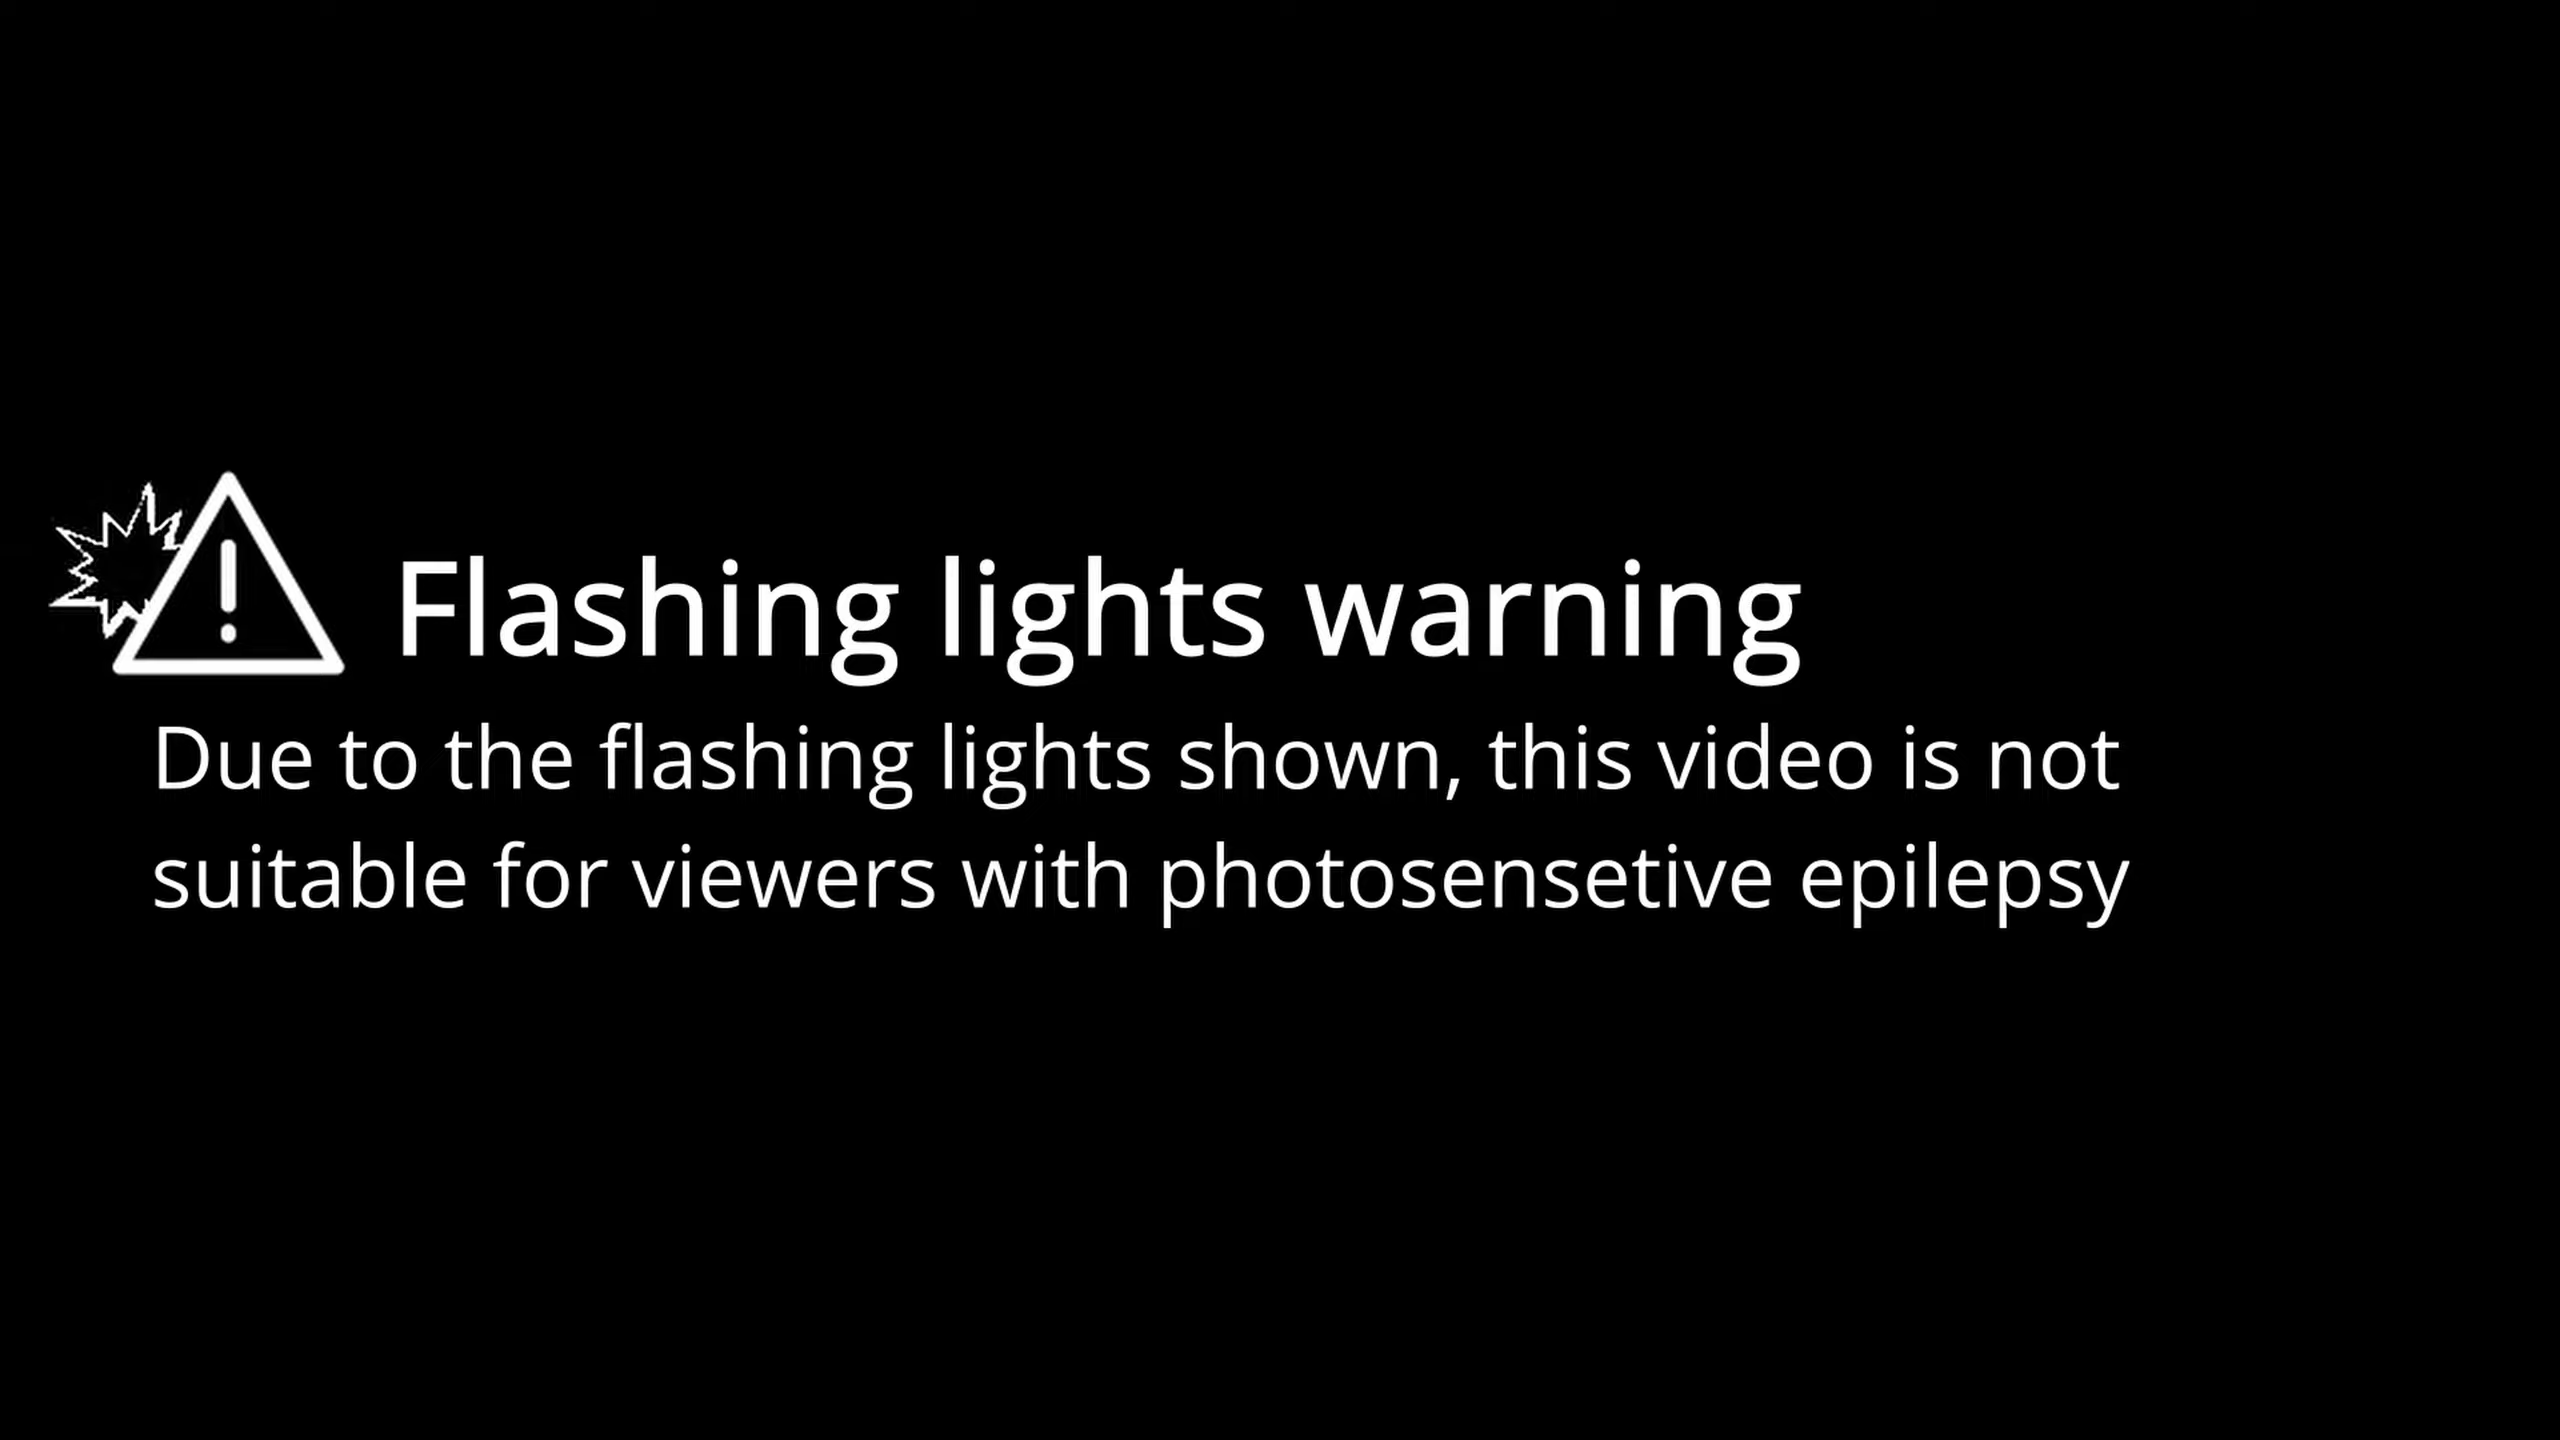 Flashing lights warning
Due to the flashing lights shown, this video is not
suitable for viewers with photosensetive epilepsy